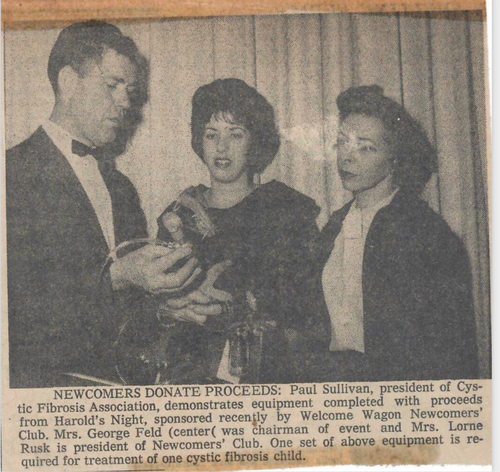 NEWCOMERS DONATE PROCEEDS: Paul Sullivan, president of Cys-
tic Fibrosis Association, demonstrates equipment completed with proceeds
from Harold's Night, sponsored recently by Welcome Wagon Newcomers'
Club. Mrs. George Feld (center( was chairman of event and Mrs. Lorne
Rusk is president of Newcomers' Club. One set of above equipment is re-
quired for treatment of one cystic fibrosis child.